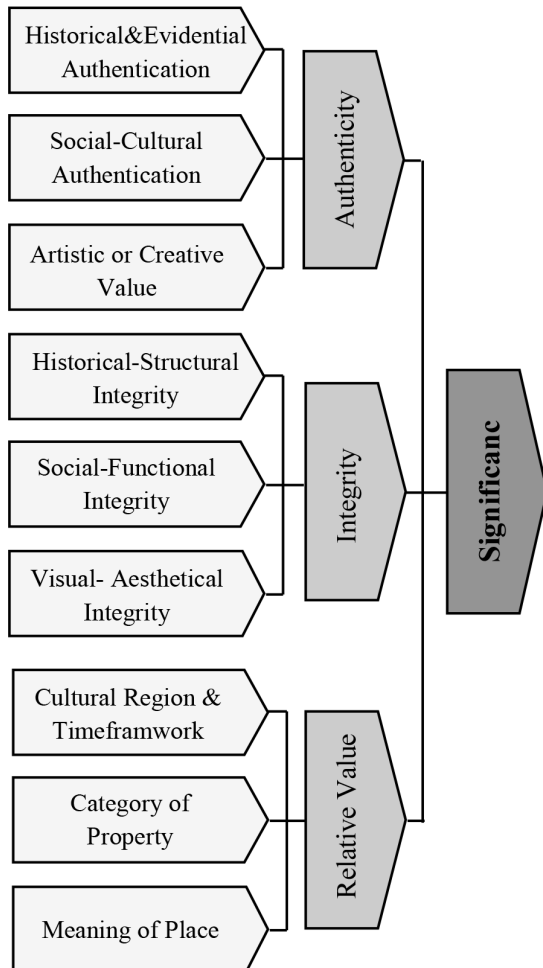 Historical&Evidential
Authentication
Social-Cultural
Authentication
Artistic or Creative
Value
Authenticity
Historical-Structural
Integrity
Social-Functional
Integrity
Visual- Aesthetical
Integrity
Integrity
Cultural Region &
Timeframwork
Category of
Property
Meaning of Place
Relative Value
Significanc